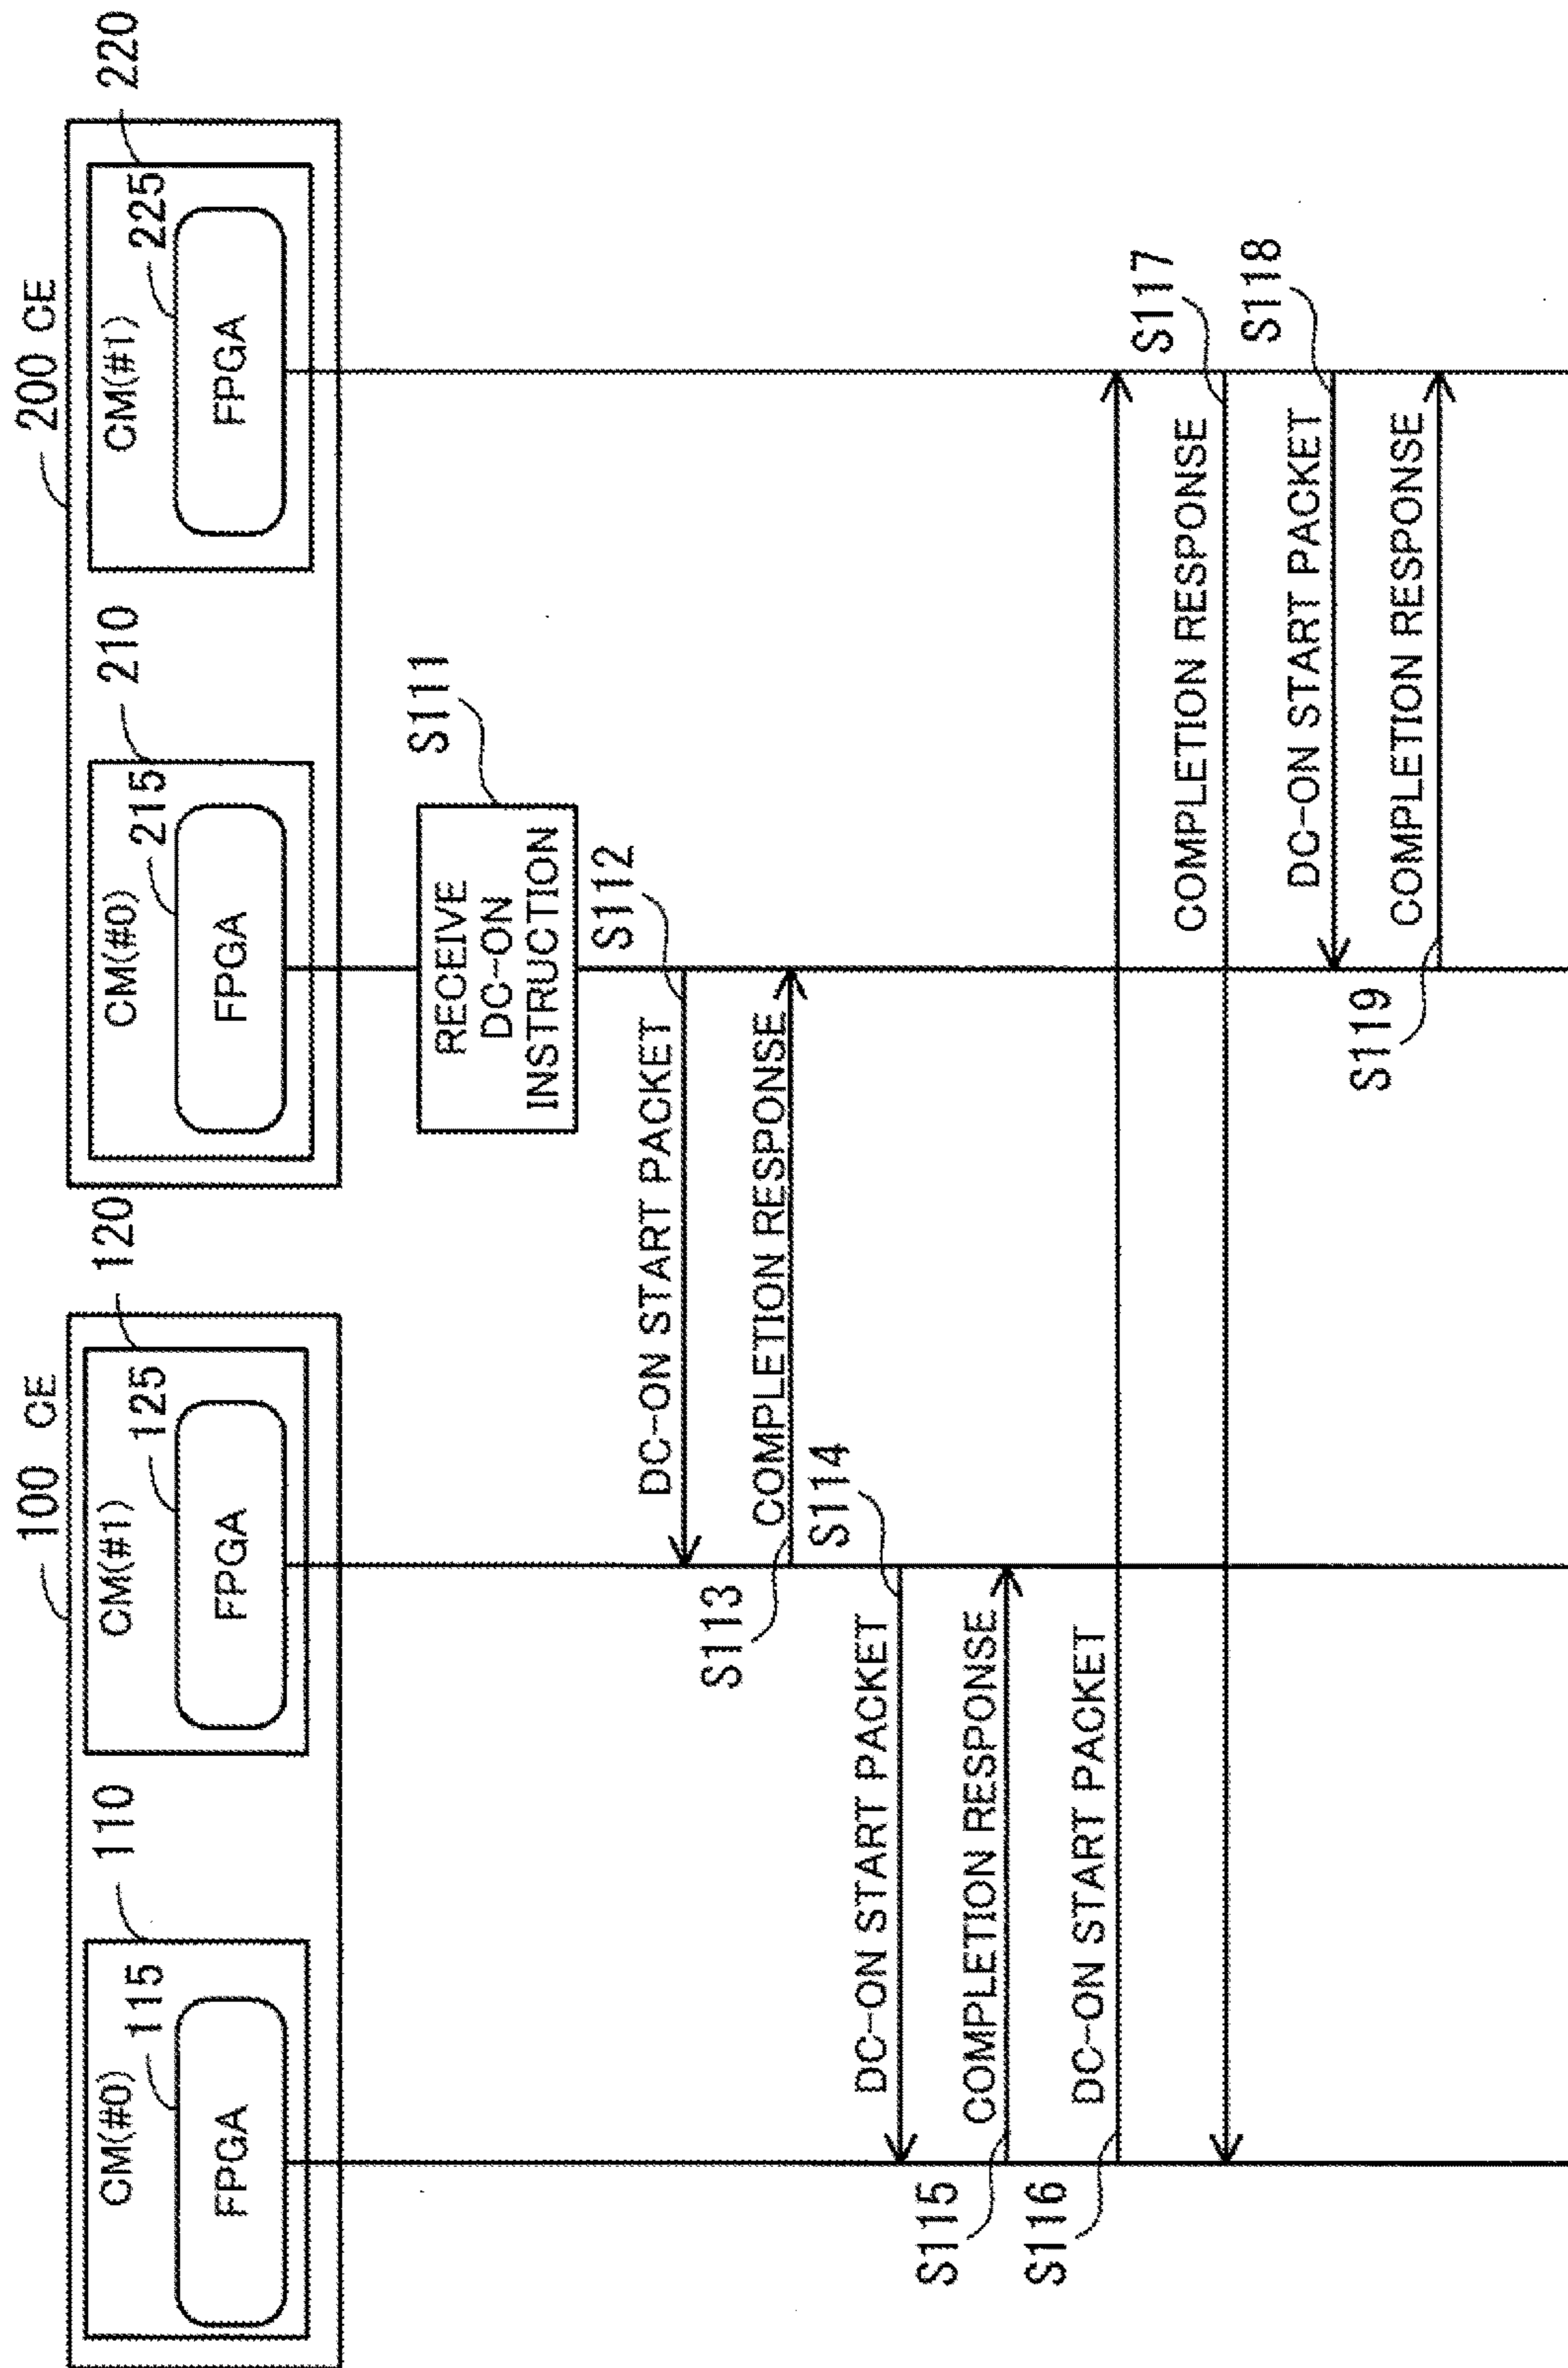 100 CE
200 CE
110
120
210
220
CM(#0)
115
FPGA
CM(#1)
125
FPGA
CM(#0)
215
FPGA
CM(#1)
225
FPGA
RECEIVE
DC-ON
INSTRUCTION
S111
DC-ON START PACKET
S112
S113
COMPLETION RESPONSE
DC-ON START PACKET
S114
S115
COMPLETION RESPONSE
S116
DC-ON START PACKET
COMPLETION RESPONSE
S117
DC-ON START PACKET
S118
S119
COMPLETION RESPONSE